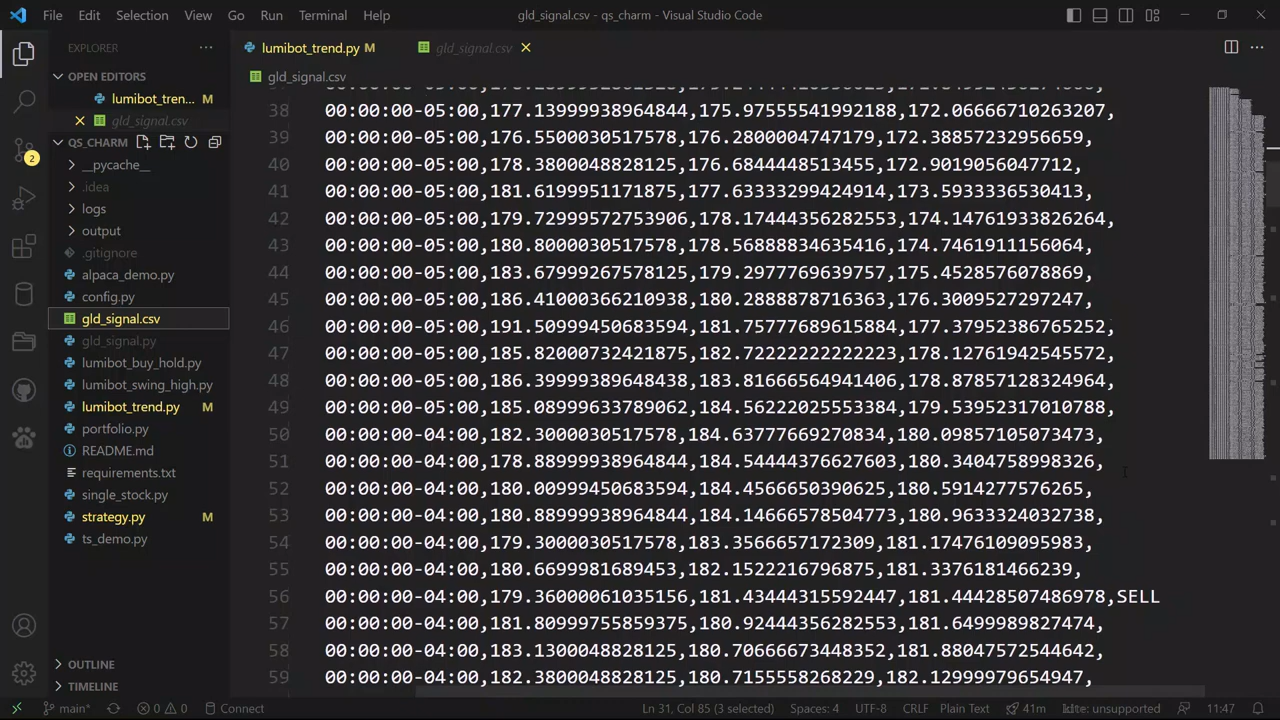 File Edit Selection View Go Run Terminal Help
gld_signal.csv - qs_charm - Visual Studio Code
EXPLORER
lumibot_trend.py M
gld_signal.csv
OPEN EDITORS
gld_signal.csv
lumibot_tren... M
gld_signal.csv
QS_CHARM
2
__pycache__
.idea
logs
output
.gitignore
alpaca_demo.py
config.py
gld_signal.csv
gld_signal.py
lumibot_buy_hold.py
lumibot_swing_high.py
lumibot_trend.py M
portfolio.py
README.md
requirements.txt
single_stock.py
strategy.py M
ts_demo.py
OUTLINE
TIMELINE
38 00:00:00-05:00,177.13999938964844,175.97555541992188,172.06666710263207,
39 00:00:00-05:00,176.5500030517578,176.2800004747179,172.38857232956659,
40 00:00:00-05:00,178.3800048828125,176.6844448513455,172.9019056047712,
41 00:00:00-05:00,181.6199951171875,177.63333299424914,173.5933336530413,
42 00:00:00-05:00,179.72999572753906,178.17444356282553,174.14761933826264,
43 00:00:00-05:00,180.8000030517578,178.56888834635416,174.7461911156064,
44 00:00:00-05:00,183.67999267578125,179.2977769639757,175.4528576078869,
45 00:00:00-05:00,186.41000366210938,180.2888878716363,176.3009527297247,
46 00:00:00-05:00,191.50999450683594,181.75777689615884,177.37952386765252,
47 00:00:00-05:00,185.82000732421875,182.72222222222223,178.12761942545572,
48 00:00:00-05:00,186.39999389648438,183.81666564941406,178.87857128324964,
49 00:00:00-05:00,185.08999633789062,184.56222025553384,179.53952317010788,
50 00:00:00-04:00,182.3000030517578,184.63777669270834,180.09857105073473,
51 00:00:00-04:00,178.88999938964844,184.54444376627603,180.3404758998326,
52 00:00:00-04:00,180.00999450683594,184.4566650390625,180.5914277576265,
53 00:00:00-04:00,180.88999938964844,184.14666578504773,180.9633324032738,
54 00:00:00-04:00,179.3000030517578,183.3566657172309,181.17476109095983,
55 00:00:00-04:00,180.6699981689453,182.1522216796875,181.3376181466239,
56 00:00:00-04:00,179.36000061035156,181.43444315592447,181.44428507486978,SELL
57 00:00:00-04:00,181.80999755859375,180.92444356282553,181.6499989827474,
58 00:00:00-04:00,183.1300048828125,180.70666673448352,181.88047572544642,
59 00:00:00-04:00,182.3800048828125,180.7155558268229,182.12999979654947,
main* 0 0 Connect Ln 31, Col 85 (3 selected) Spaces: 4 UTF-8 CRLF Plain Text 41m kite: unsupported 11:47